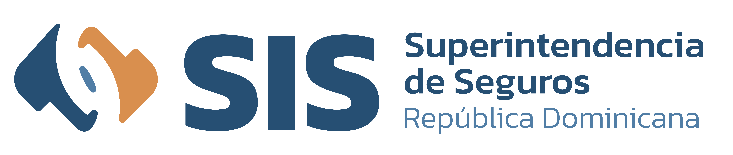 SIS
Superintendencia
de Seguros
República Dominicana